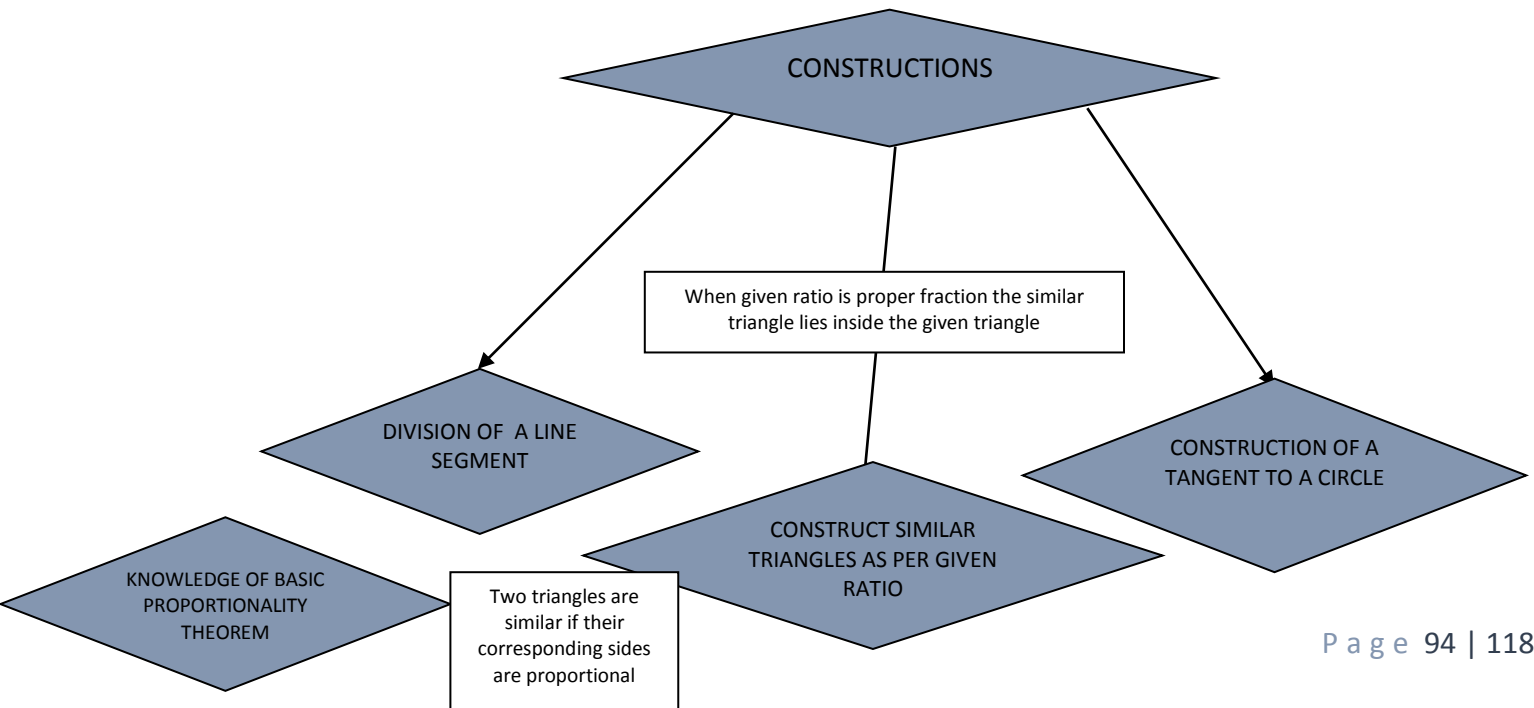 CONSTRUCTIONS
When given ratio is proper fraction the similar
triangle lies inside the given triangle
DIVISION OF A LINE
SEGMENT
CONSTRUCTION OF A
TANGENT TO A CIRCLE
CONSTRUCT SIMILAR
TRIANGLES AS PER GIVEN
RATIO
KNOWLEDGE OF BASIC
PROPORTIONALITY
THEOREM
Two triangles are
similar if their
corresponding sides
are proportional
Page 94 | 118